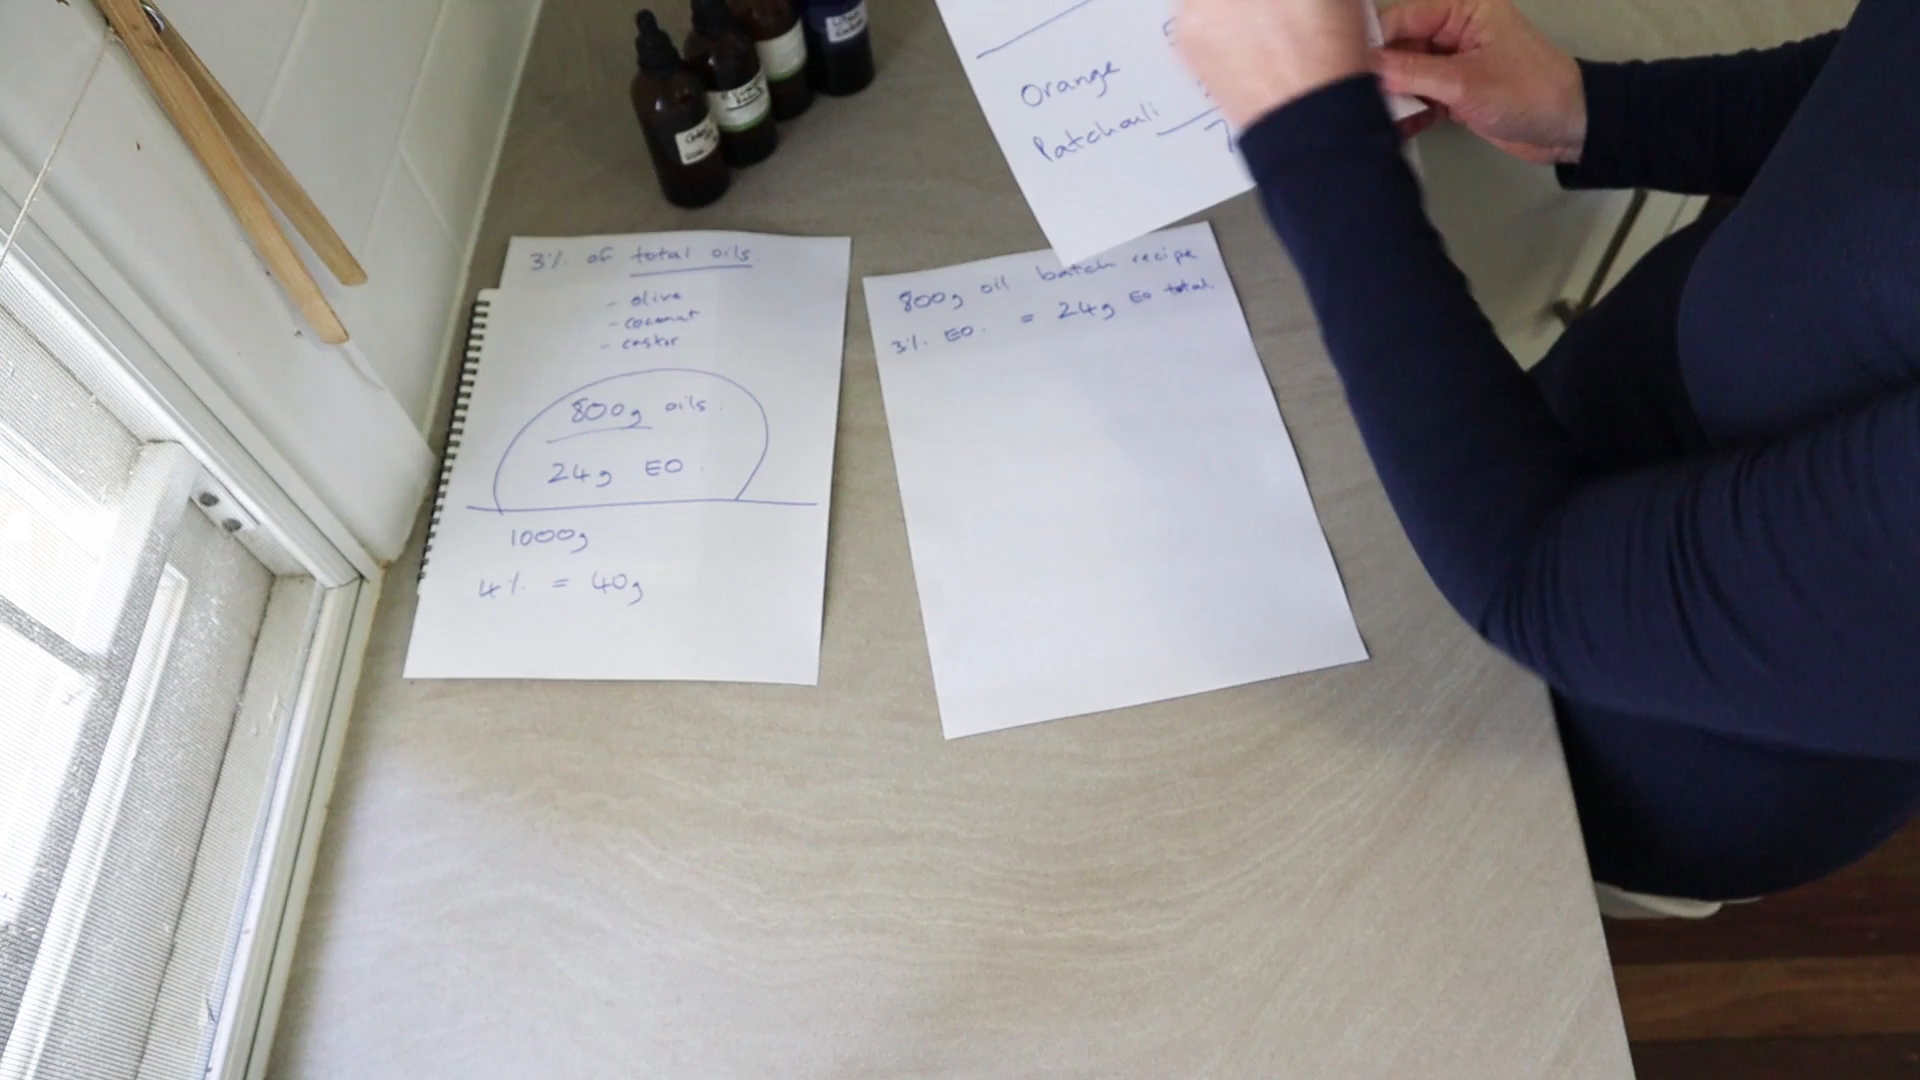 3% of total oils
- olive
- coconut
- castor
800g oils
24g EO.
1000g
4% = 40g
800g oil batch recipe
3% EO. = 24g EO total.
Orange
Patchouli
7